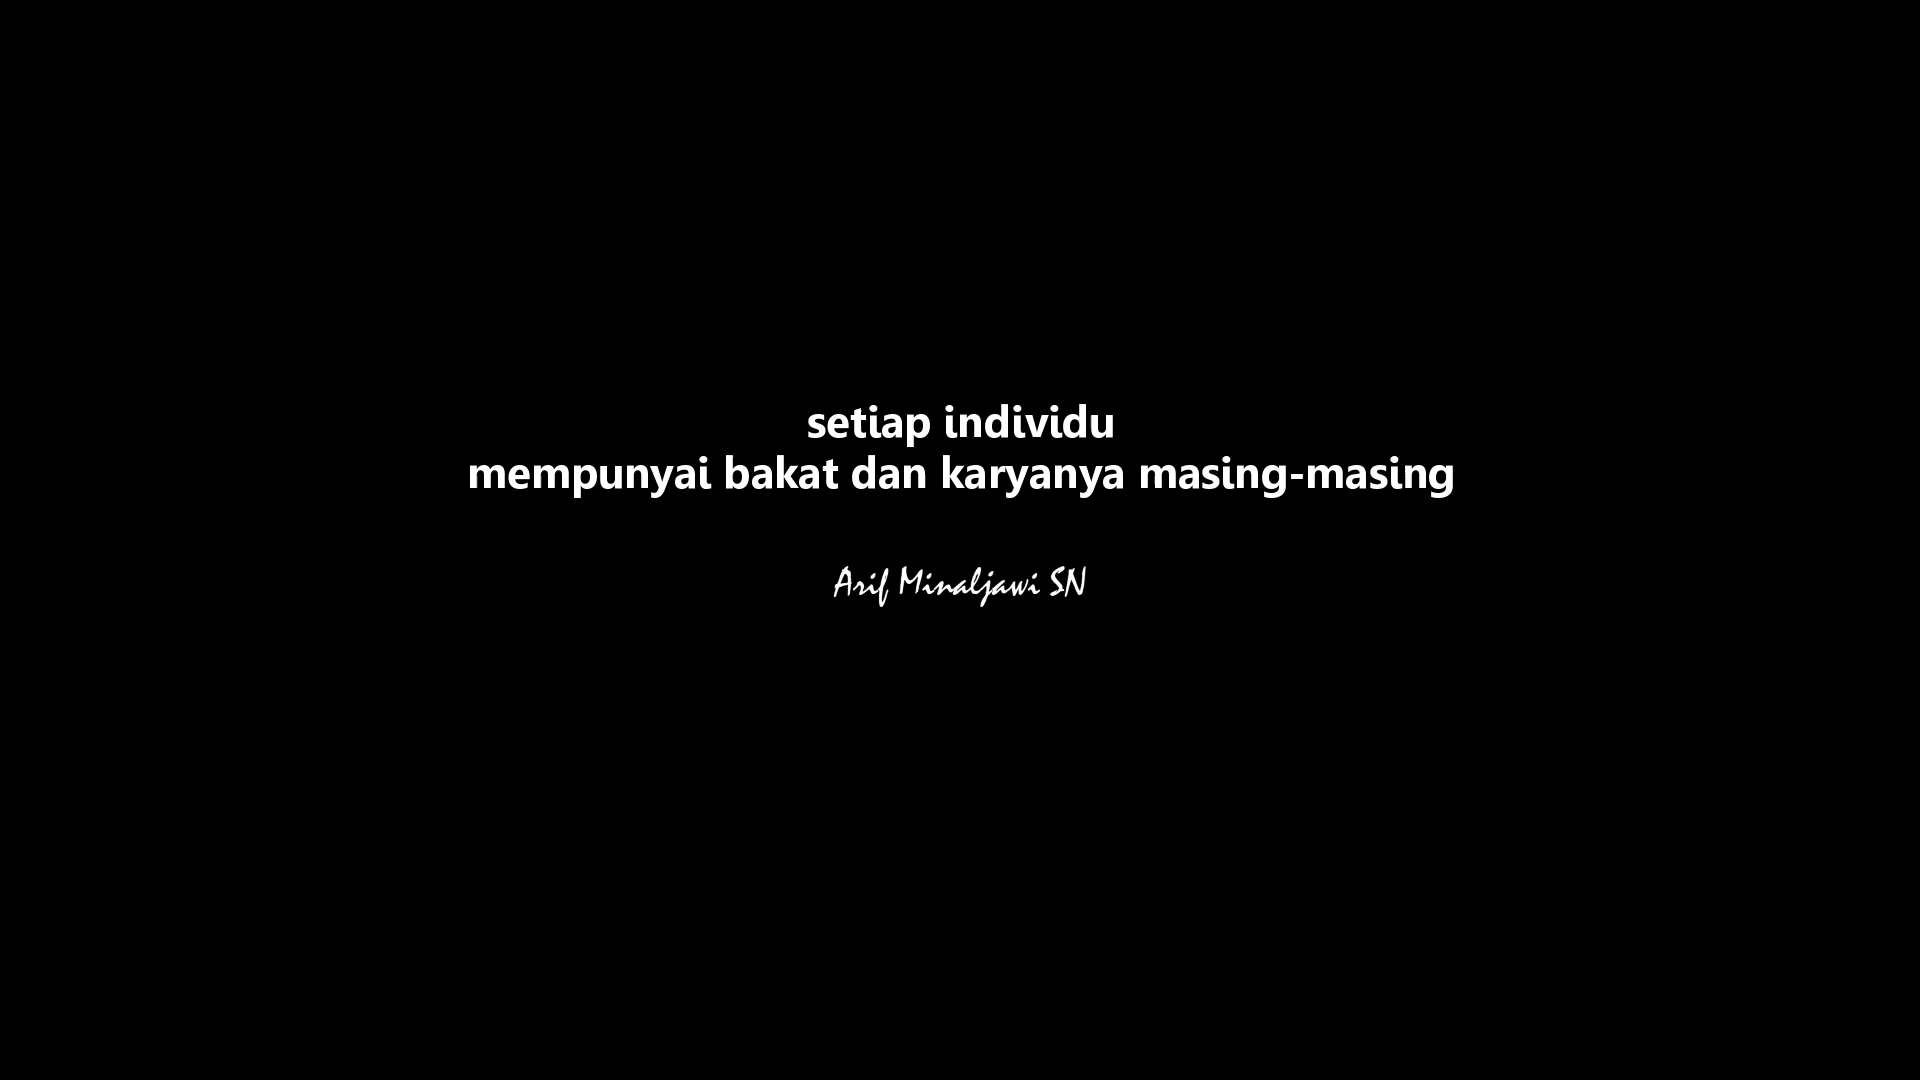 setiap individu
mempunyai bakat dan karyanya masing-masing
Arif Minaljawi SN